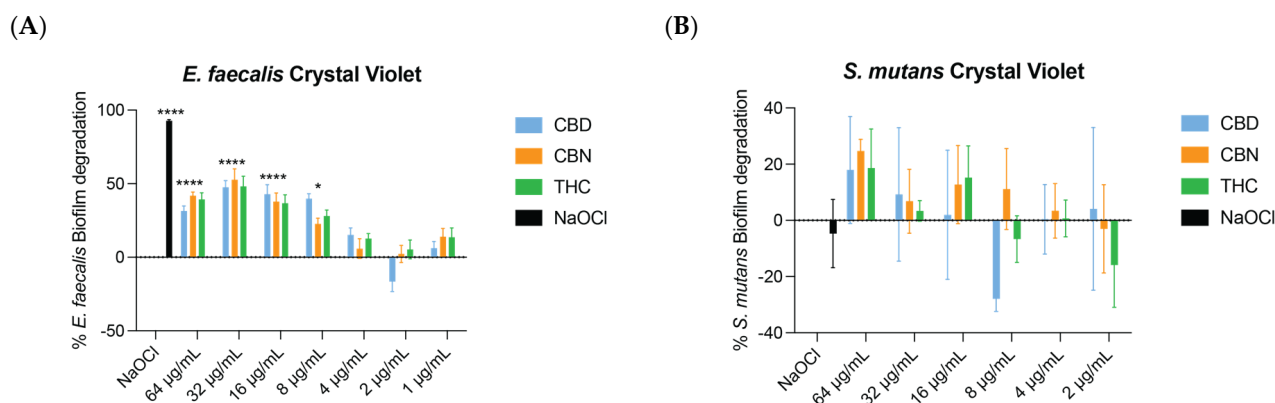 (A)
E. faecalis Crystal Violet
% E. faecalis Biofilm degradation
100
50
0
-50
****
****
****
****
*
NaOCl
64 µg/mL
32 µg/mL
16 µg/mL
8 µg/mL
4 µg/mL
2 µg/mL
1 µg/mL
CBD
CBN
THC
NaOCl
(B)
S. mutans Crystal Violet
% S. mutans Biofilm degradation
40
20
0
-20
-40
NaOCl
64 µg/mL
32 µg/mL
16 µg/mL
8 µg/mL
4 µg/mL
2 µg/mL
CBD
CBN
THC
NaOCl